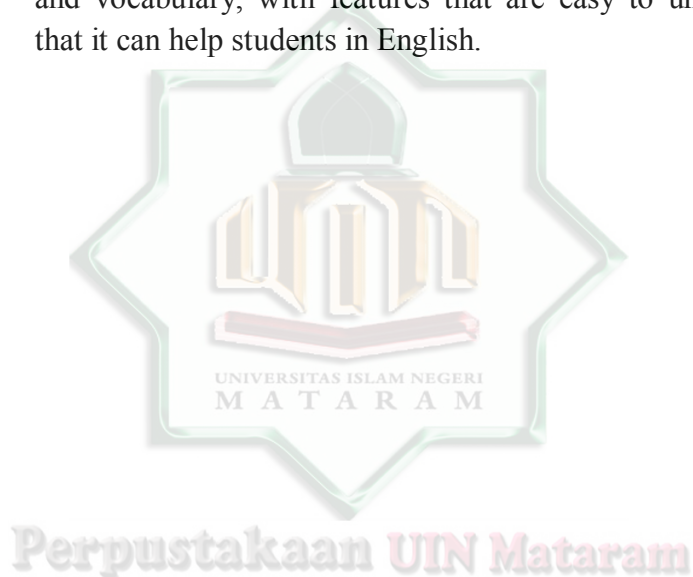 and vocabulary, with features that are easy to
that it can help students in English.
UNIVERSITAS ISLAM NEGERI
MATARAM
Perpustakaan UIN Mataram